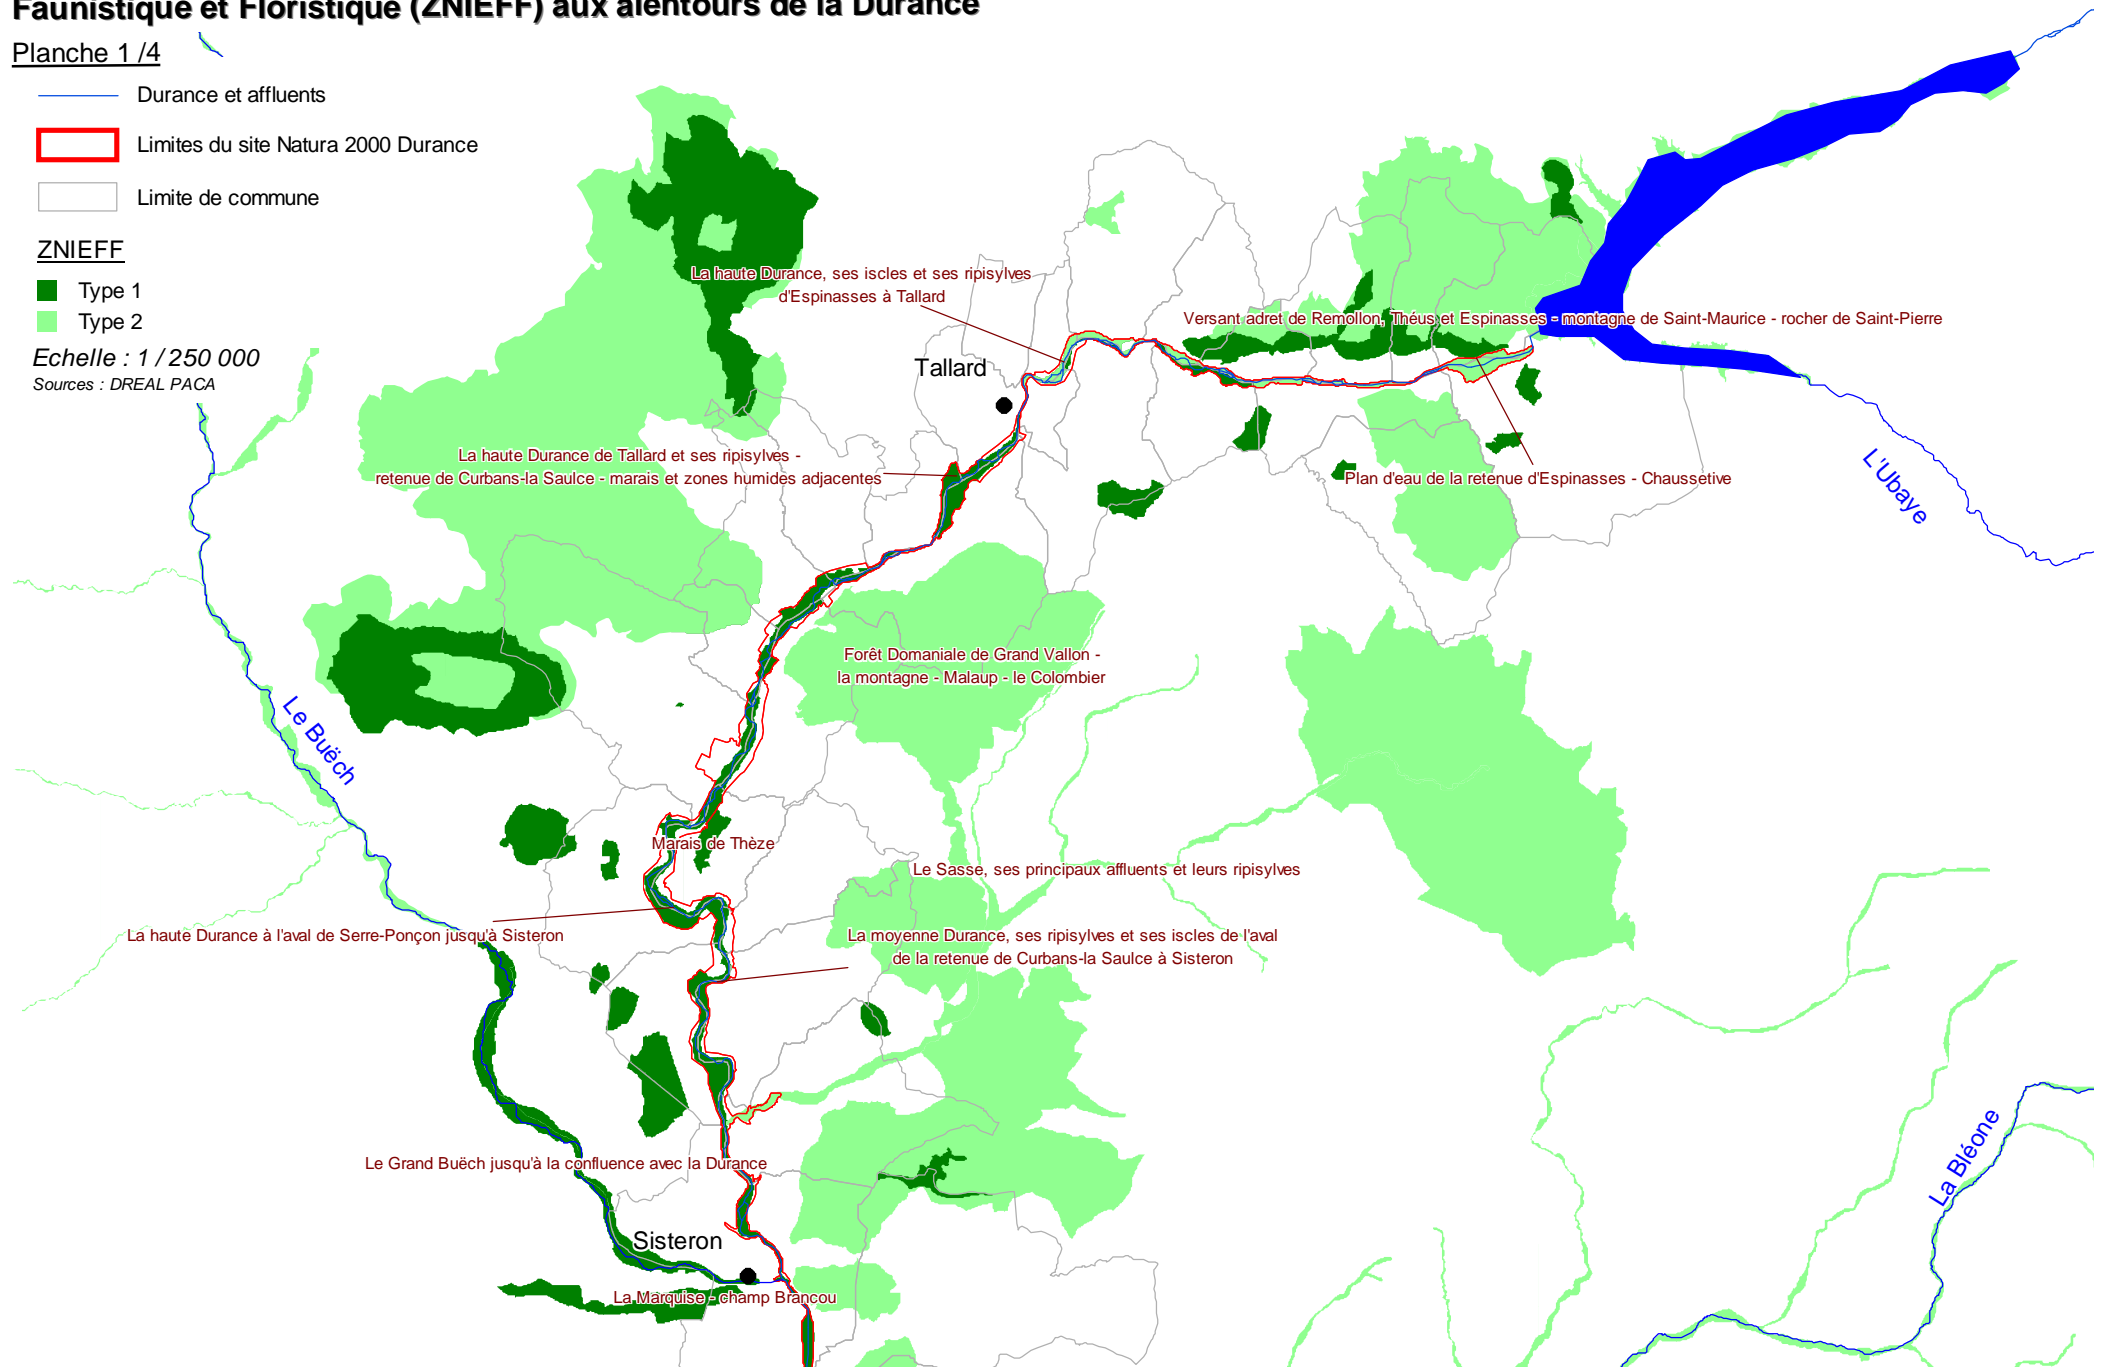 Faunistique et Floristique (ZNIEFF) aux alentours de la Durance
Planche 1 /4
Durance et affluents
Limites du site Natura 2000 Durance
Limite de commune
ZNIEFF
Type 1
Type 2
Echelle : 1 / 250 000
Sources : DREAL PACA
La haute Durance, ses iscles et ses ripisylves
d'Espinasses à Tallard
Versant adret de Remollon, Théus et Espinasses - montagne de Saint-Maurice - rocher de Saint-Pierre
Tallard
La haute Durance de Tallard et ses ripisylves -
retenue de Curbans-la Saulce - marais et zones humides adjacentes
Plan d'eau de la retenue d'Espinasses - Chaussetive
L'Ubaye
Forêt Domaniale de Grand Vallon -
la montagne - Malaup - le Colombier
Le Buëch
Marais de Thèze
Le Sasse, ses principaux affluents et leurs ripisylves
La haute Durance à l'aval de Serre-Ponçon jusqu'à Sisteron
La moyenne Durance, ses ripisylves et ses iscles de l'aval
de la retenue de Curbans-la Saulce à Sisteron
La Bléone
Le Grand Buëch jusqu'à la confluence avec la Durance
Sisteron
La Marquise - champ Brancou